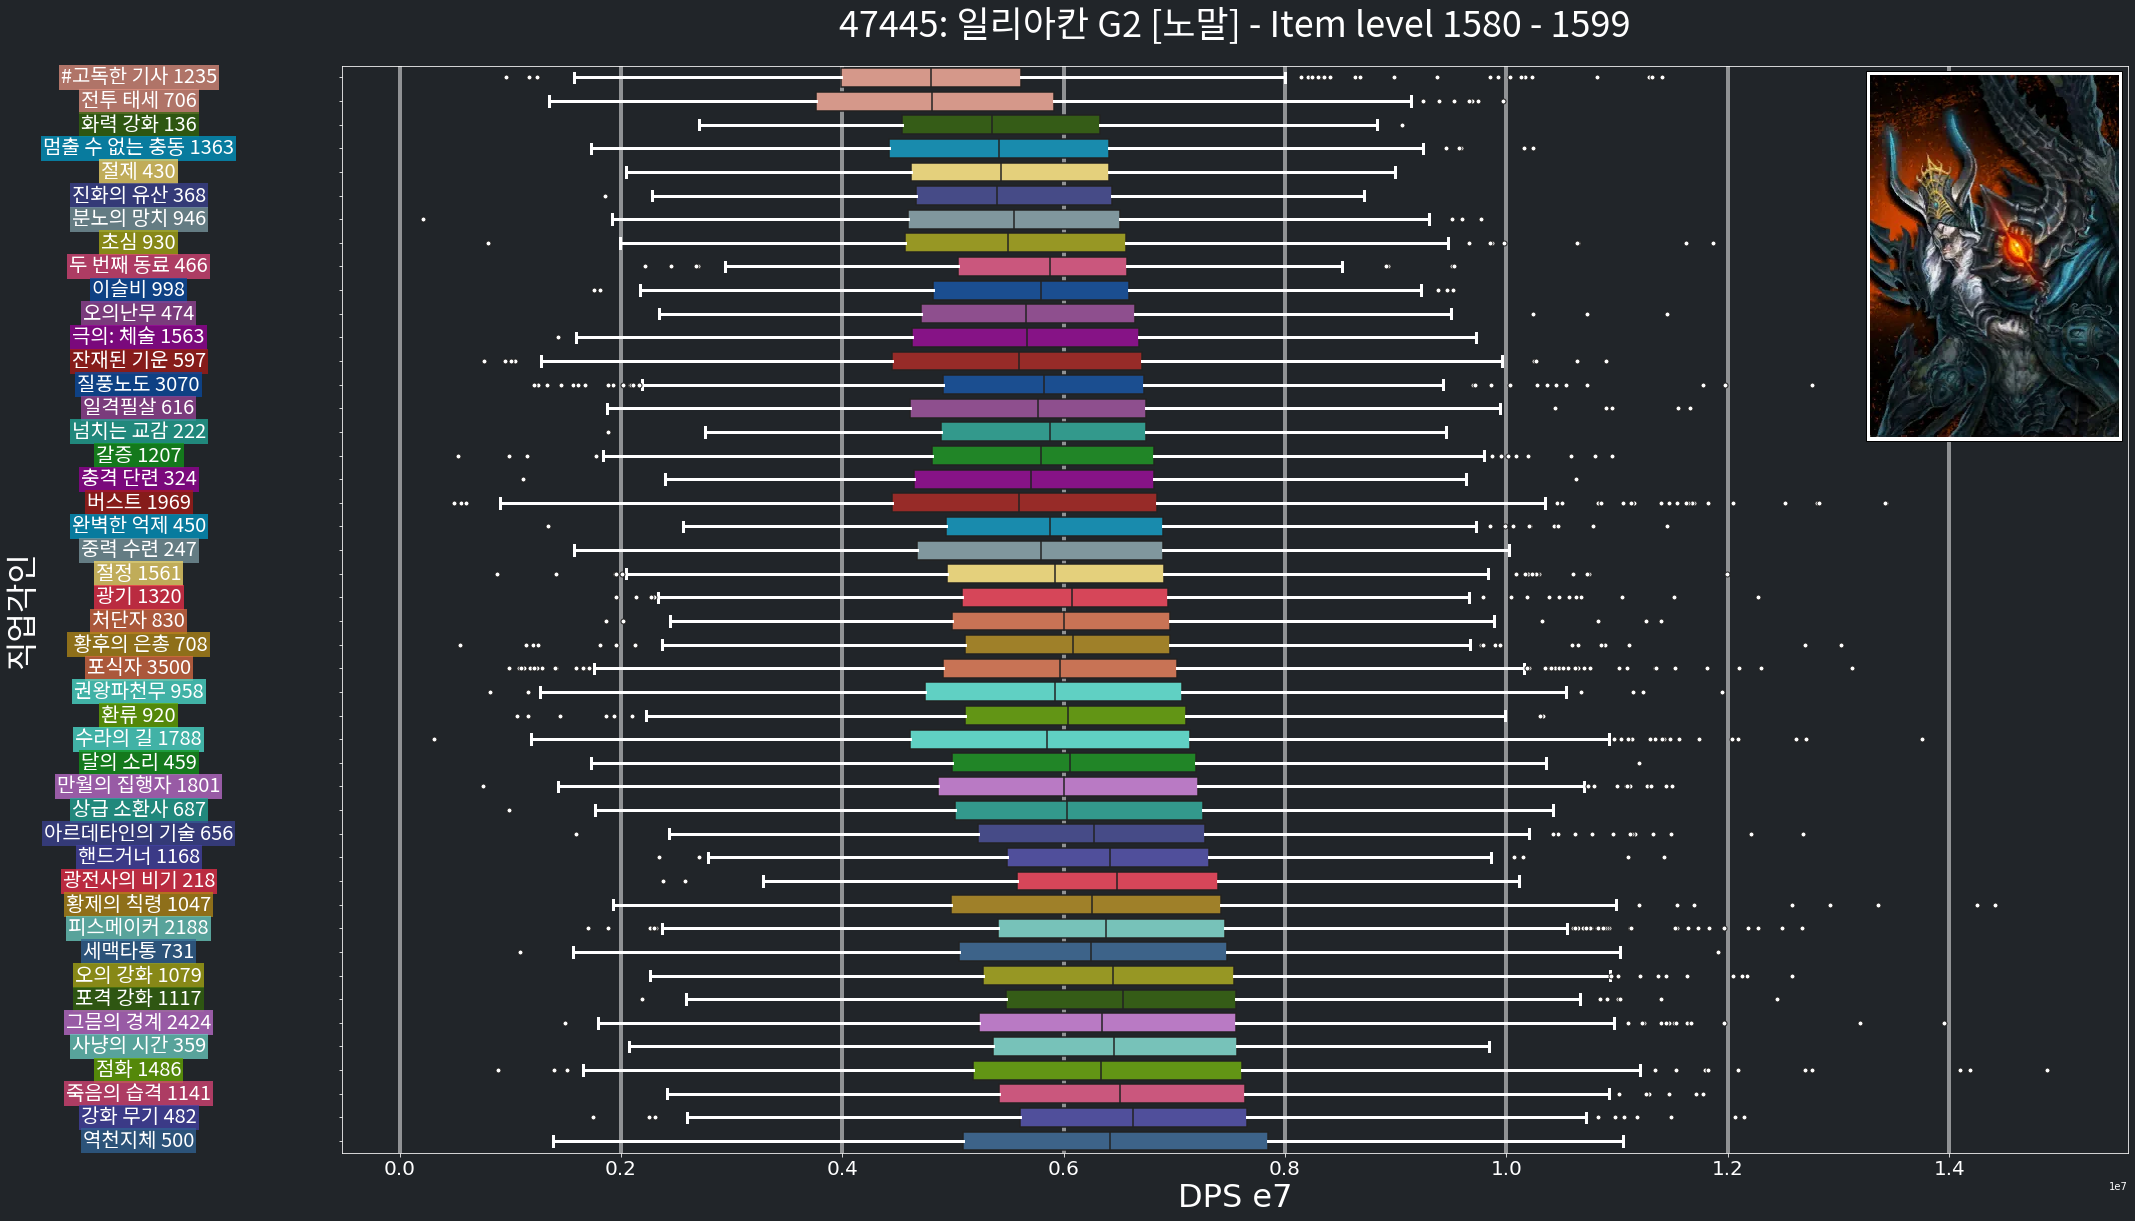 47445: 일리아칸 G2 [노말] - Item level 1580 - 1599
직업각인
#고독한 기사 1235
전투 태세 706
화력 강화 136
멈출 수 없는 충동 1363
절제 430
진화의 유산 368
분노의 망치 946
초심 930
두 번째 동료 466
이슬비 998
오의난무 474
극의: 체술 1563
잔재된 기운 597
질풍노도 3070
일격필살 616
넘치는 교감 222
갈증 1207
충격 단련 324
버스트 1969
완벽한 억제 450
중력 수련 247
절정 1561
광기 1320
처단자 830
황후의 은총 708
포식자 3500
권왕파천무 958
환류 920
수라의 길 1788
달의 소리 459
만월의 집행자 1801
상급 소환사 687
아르데타인의 기술 656
핸드거너 1168
광전사의 비기 218
황제의 칙령 1047
피스메이커 2188
세맥타통 731
오의 강화 1079
포격 강화 1117
그믐의 경계 2424
사냥의 시간 359
점화 1486
죽음의 습격 1141
강화 무기 482
역천지체 500
0.0 0.2 0.4 0.6 0.8 1.0 1.2 1.4
1e7
DPS e7